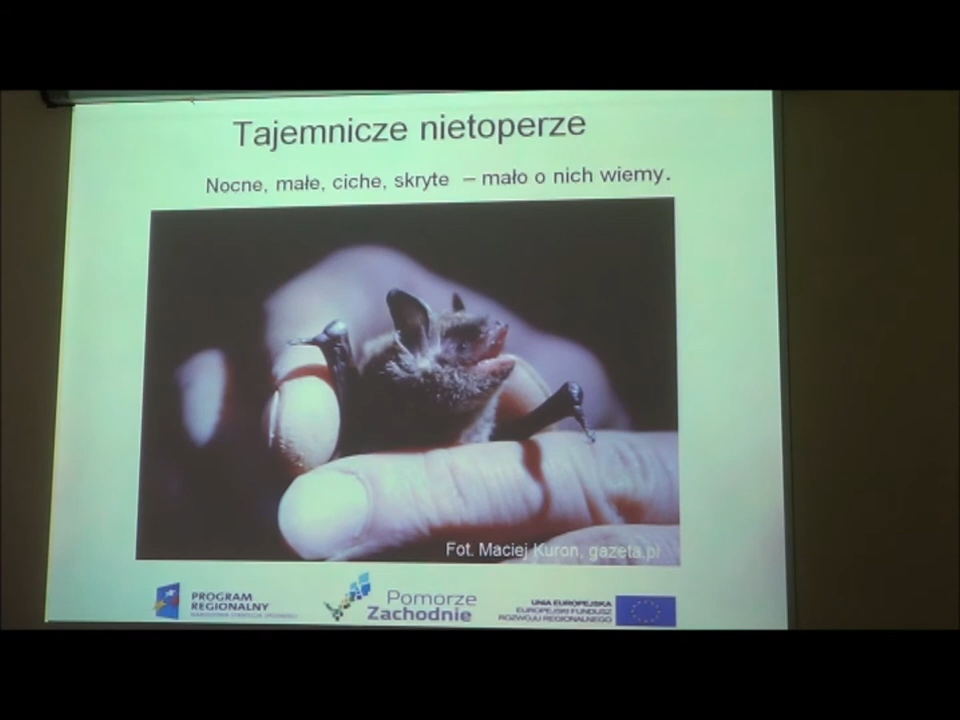 Tajemnicze nietoperze
Nocne, małe, ciche, skryte – mało o nich wiemy.
Fot. Maciej Kuron, gazeta.pl
PROGRAM
REGIONALNY
Pomorze
Zachodnie
UNIA EUROPEJSKA
EUROPEJSKI FUNDUSZ
ROZWOJU REGIONALNEGO